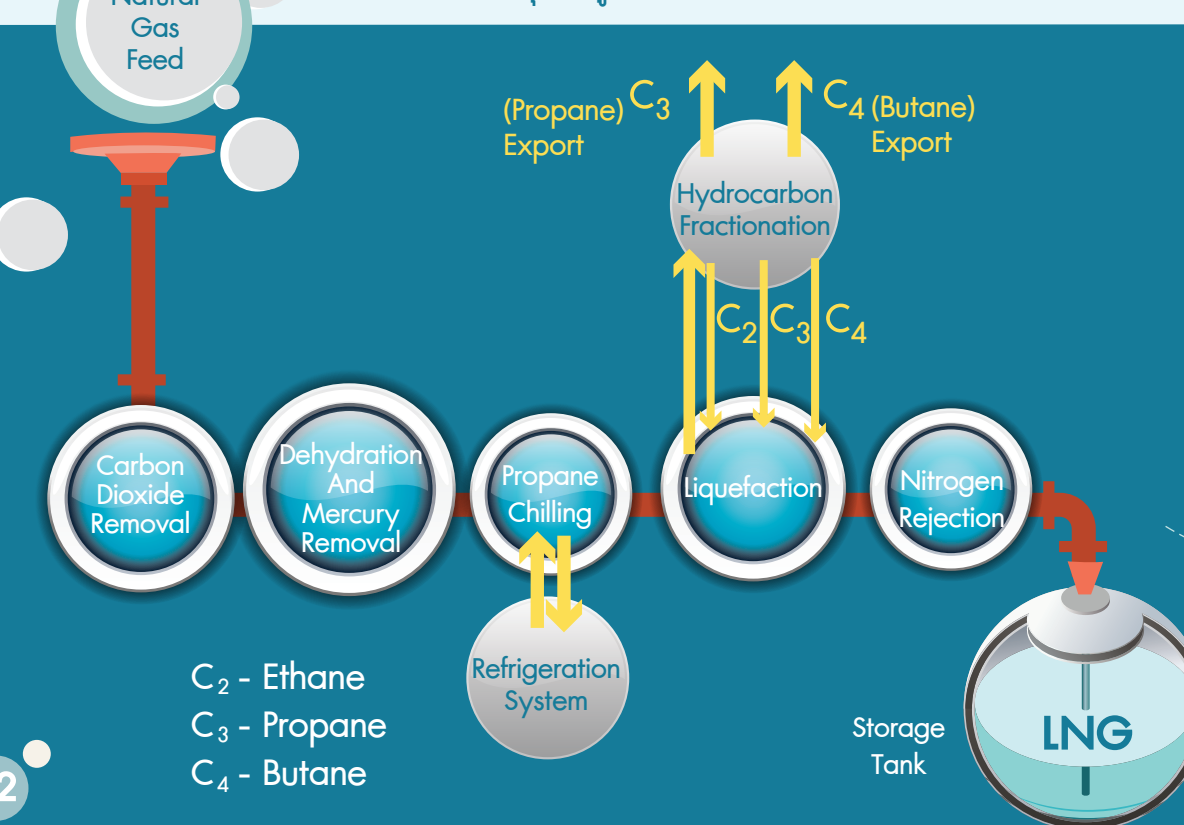 Natural
Gas
Feed
(Propane) C3
Export
C4 (Butane)
Export
Hydrocarbon
Fractionation
C2
C3
C4
Carbon
Dioxide
Removal
Dehydration
And
Mercury
Removal
Propane
Chilling
Liquefaction
Nitrogen
Rejection
Refrigeration
System
C2 - Ethane
C3 - Propane
C4 - Butane
Storage
Tank
LNG